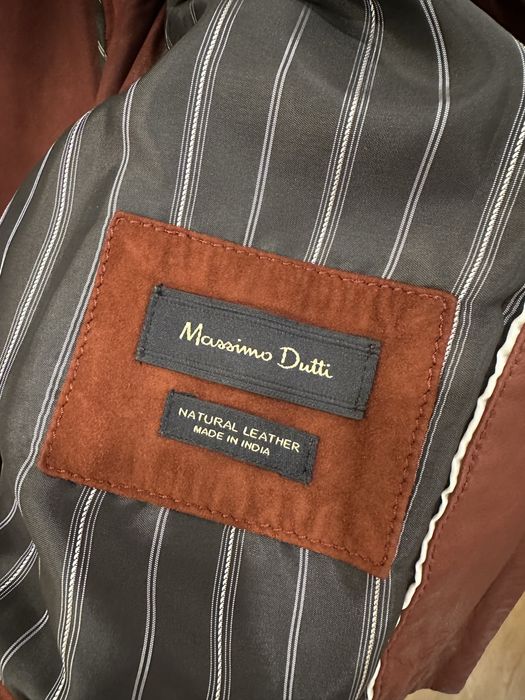 Massimo Dutti
NATURAL LEATHER
MADE IN INDIA